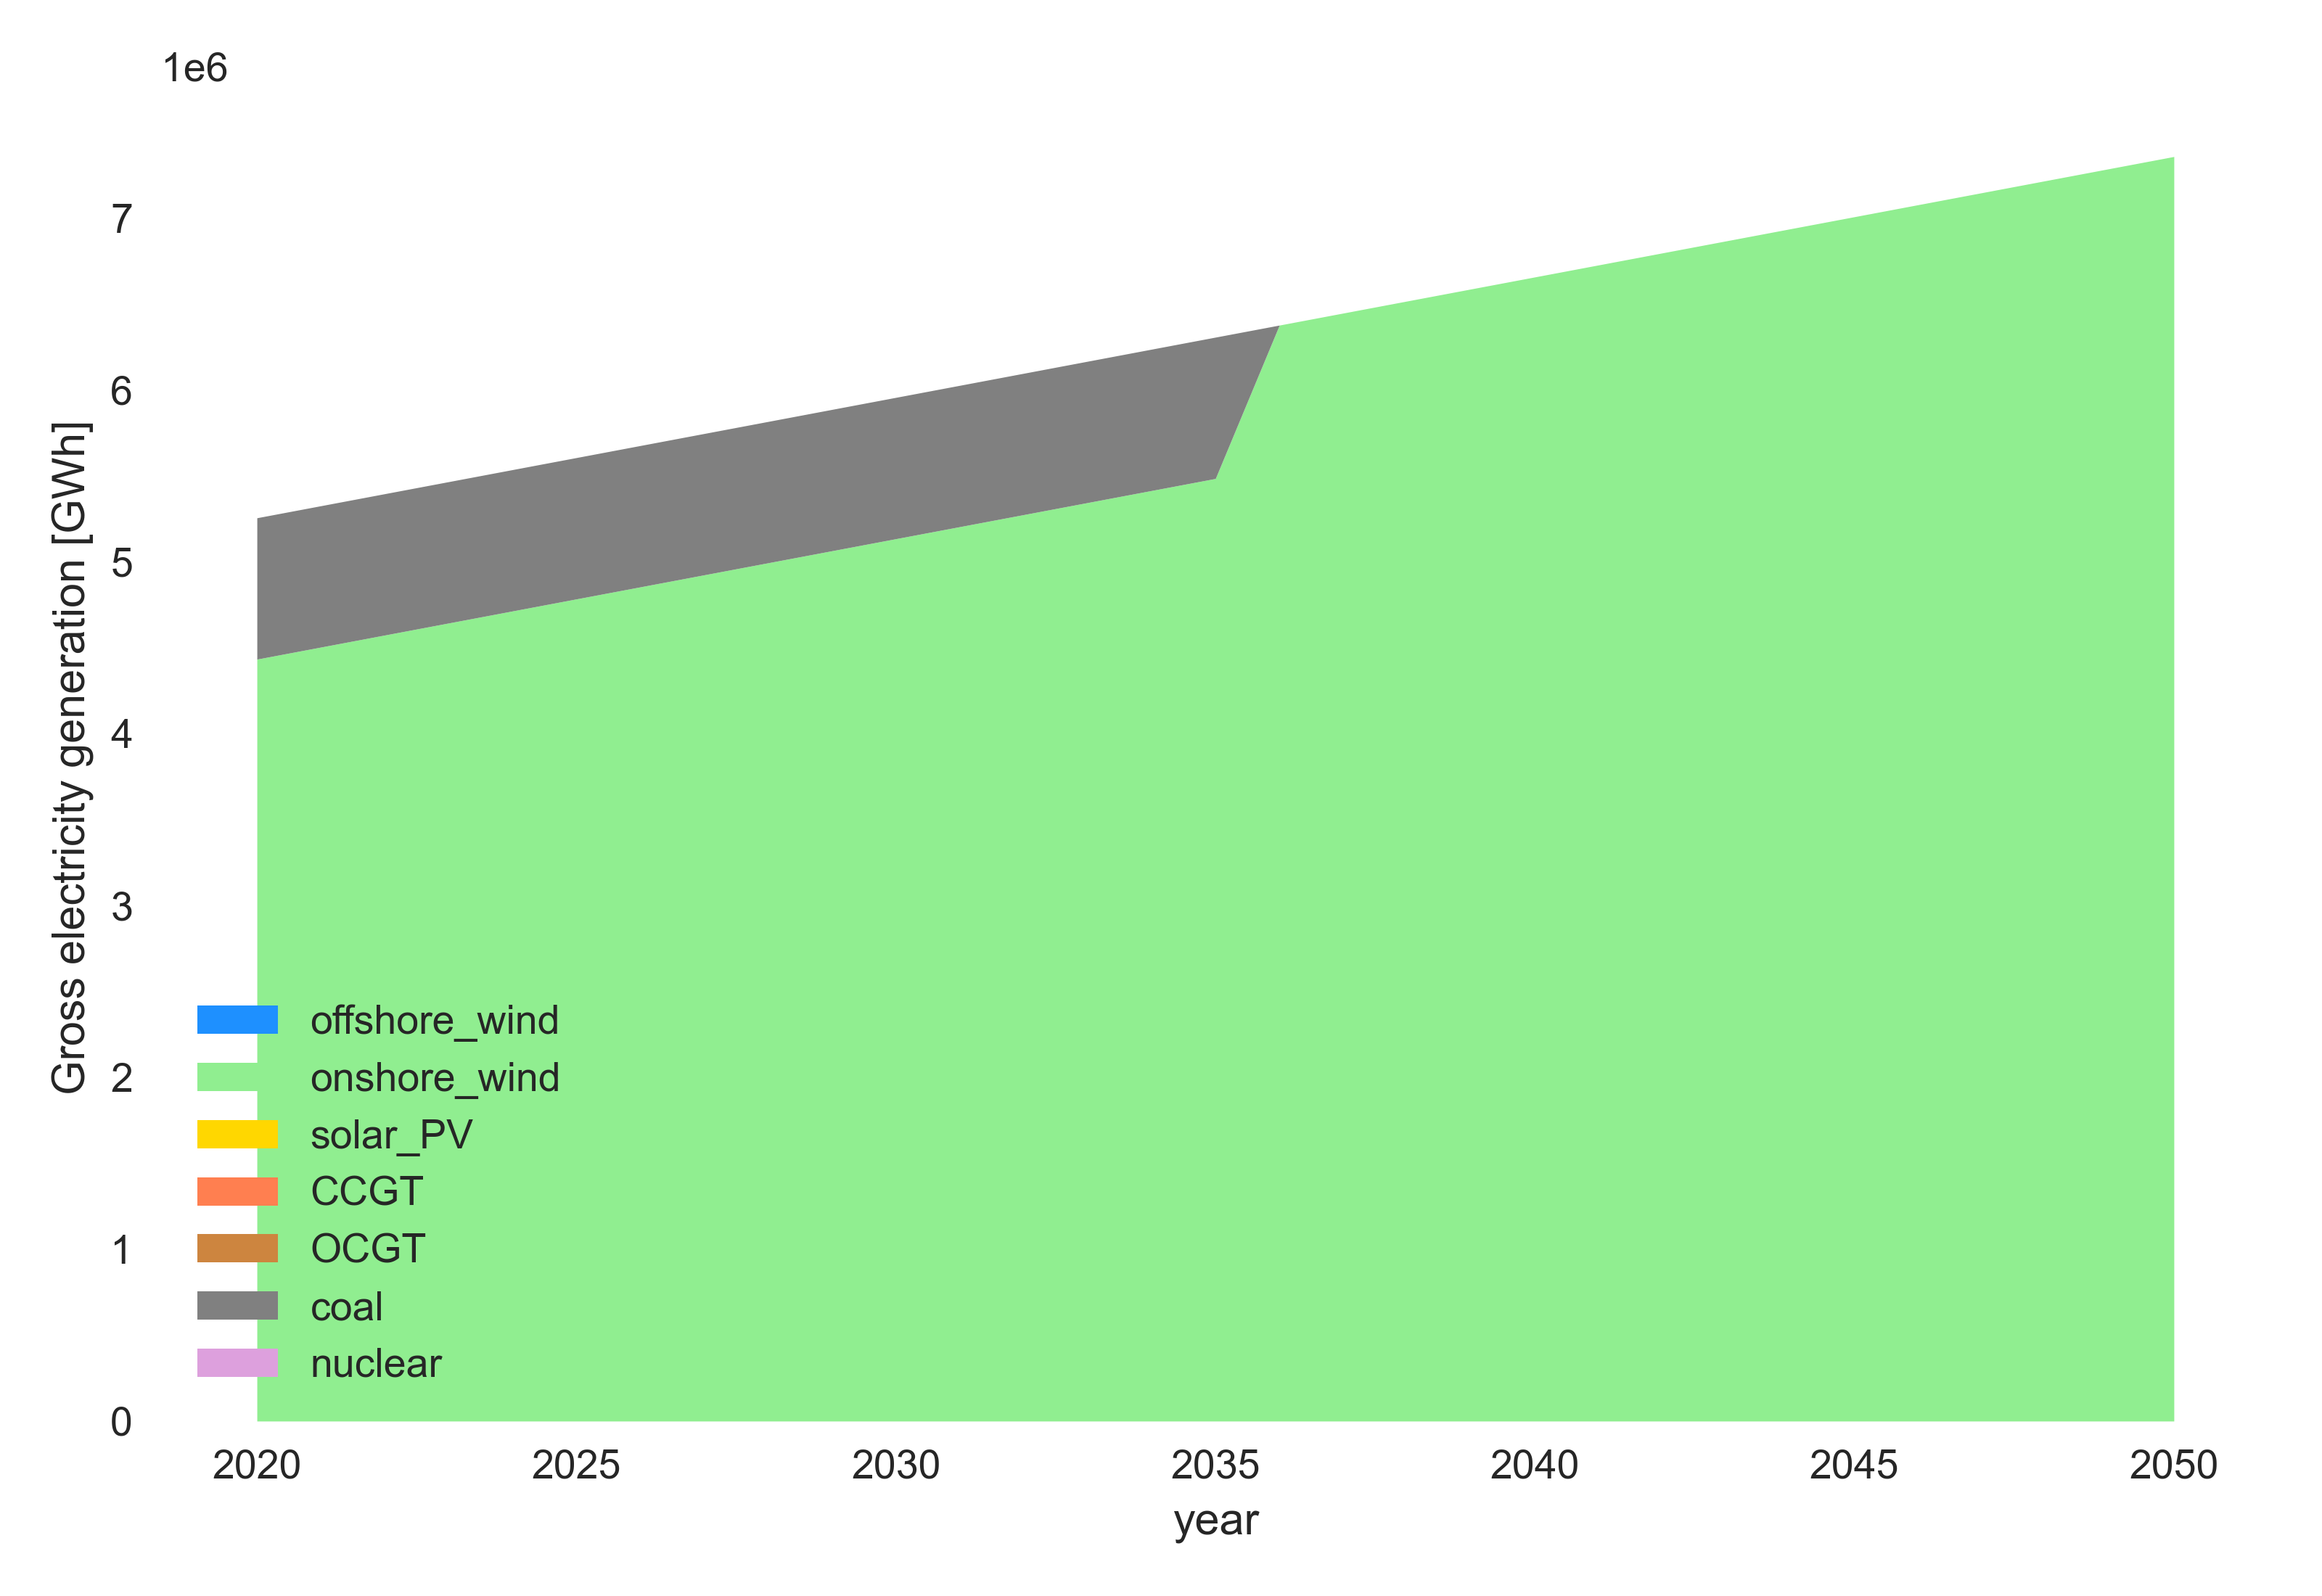 1e6
7
6
5
4
3
2
1
0
Gross electricity generation [GWh]
offshore_wind
onshore_wind
solar_PV
CCGT
OCGT
coal
nuclear
2020 2025 2030 2035 2040 2045 2050
year